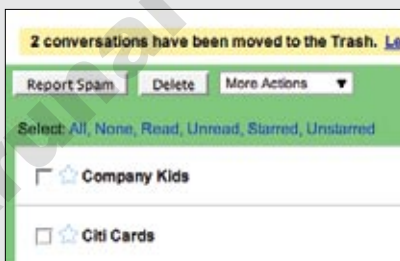 2 conversations have been moved to the Trash.
Report Spam Delete More Actions
Select: All, None, Read, Unread, Starred, Unstarred
Company Kids
Citi Cards